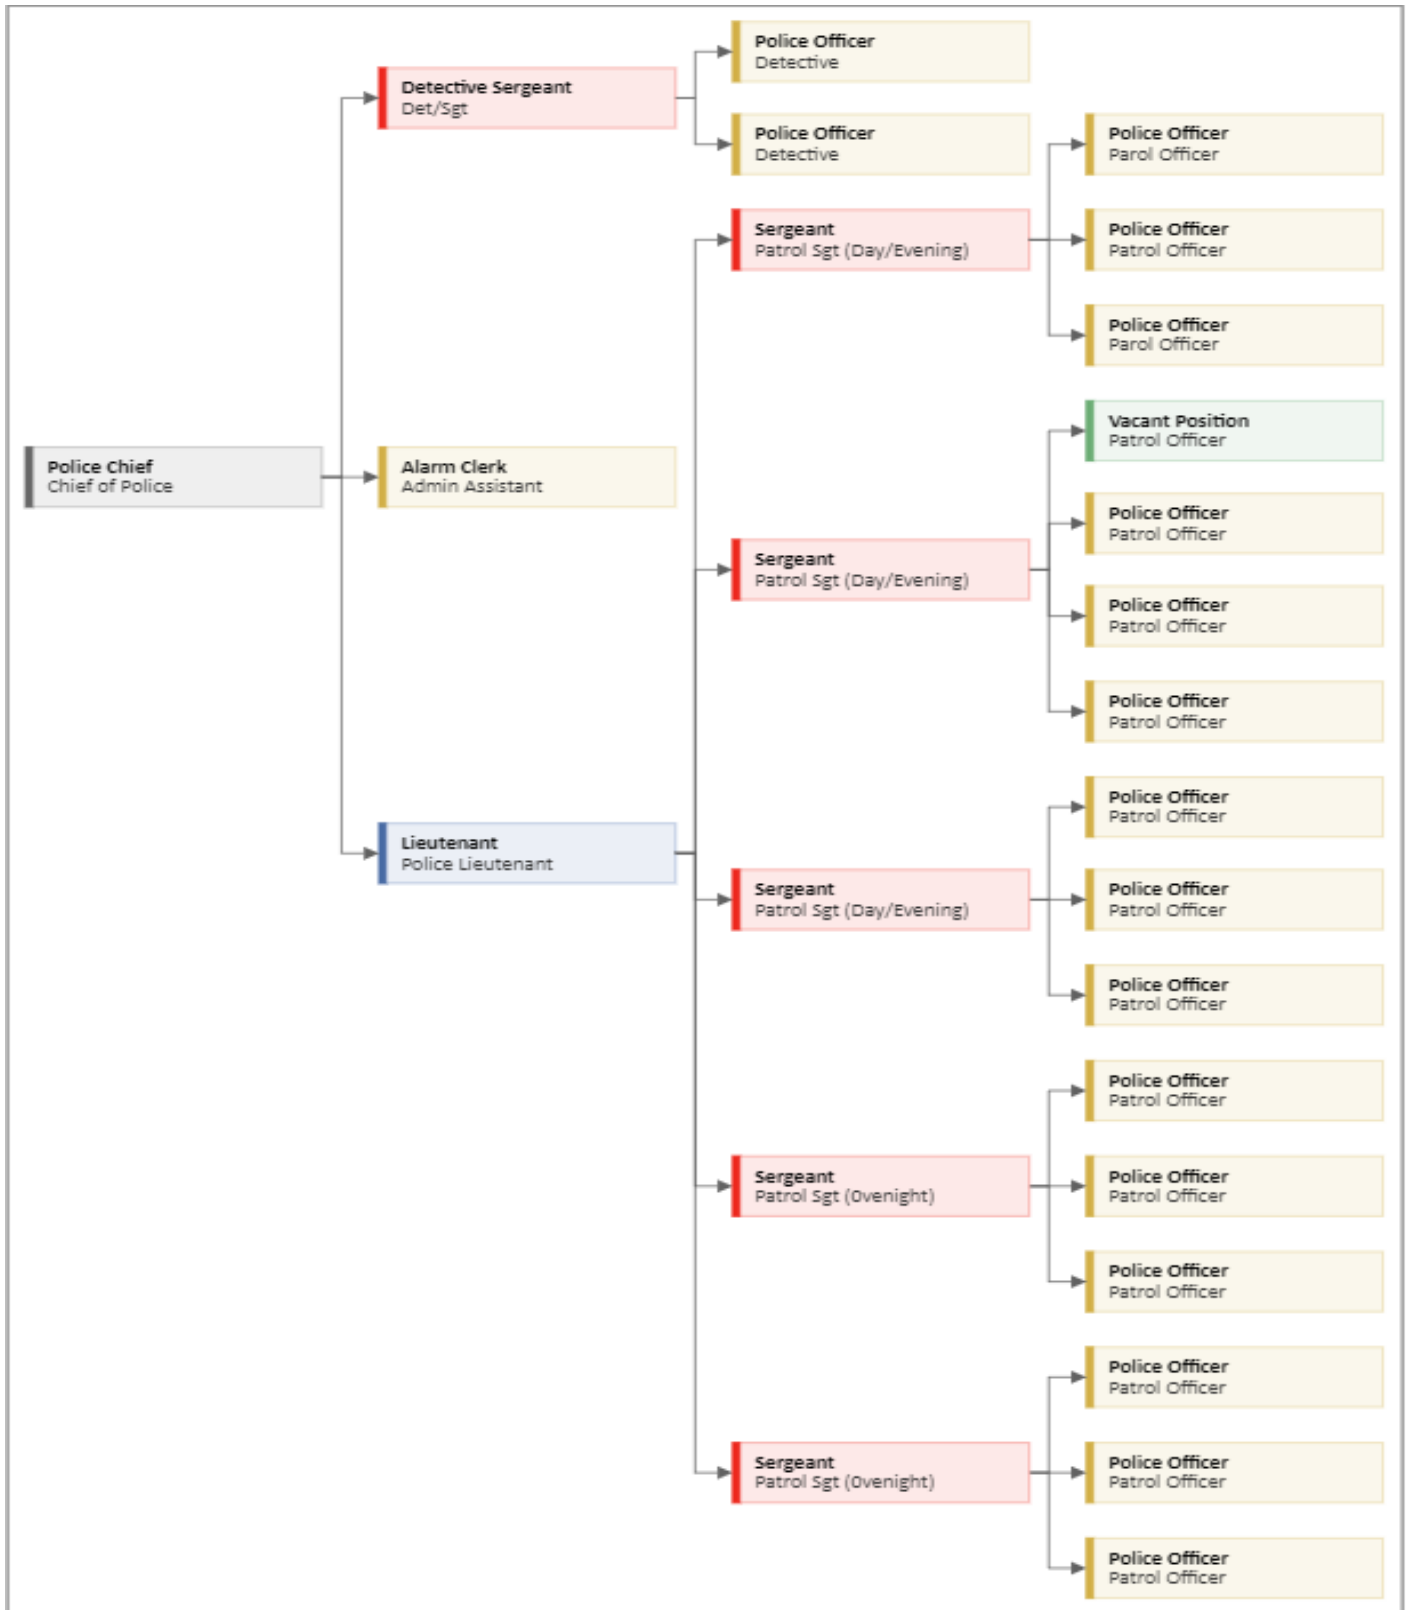 Police Chief
Chief of Police
Detective Sergeant
Det/Sgt
Police Officer
Detective
Police Officer
Detective
Alarm Clerk
Admin Assistant
Lieutenant
Police Lieutenant
Sergeant
Patrol Sgt (Day/Evening)
Police Officer
Parol Officer
Police Officer
Patrol Officer
Police Officer
Parol Officer
Sergeant
Patrol Sgt (Day/Evening)
Vacant Position
Patrol Officer
Police Officer
Patrol Officer
Police Officer
Patrol Officer
Police Officer
Patrol Officer
Sergeant
Patrol Sgt (Day/Evening)
Police Officer
Patrol Officer
Police Officer
Patrol Officer
Police Officer
Patrol Officer
Sergeant
Patrol Sgt (0venight)
Police Officer
Patrol Officer
Police Officer
Patrol Officer
Police Officer
Patrol Officer
Sergeant
Patrol Sgt (0venight)
Police Officer
Patrol Officer
Police Officer
Patrol Officer
Police Officer
Patrol Officer